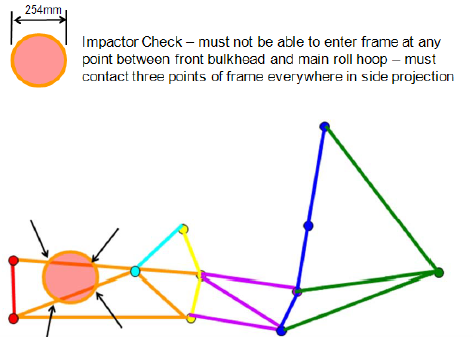 254mm
Impactor Check – must not be able to enter frame at any
point between front bulkhead and main roll hoop – must
contact three points of frame everywhere in side projection